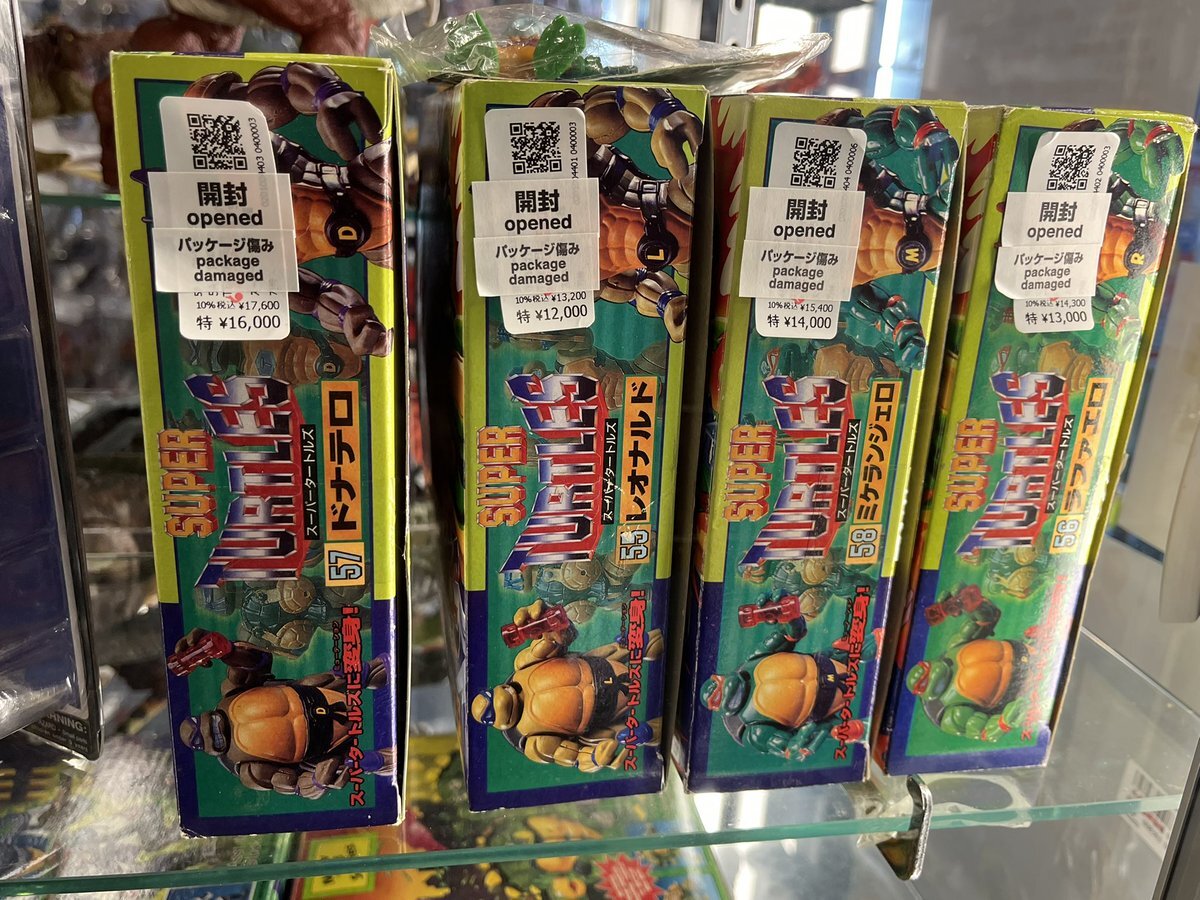 開封
opened
パッケージ傷み
package
damaged
10%税込 ¥17,600
特 ¥16,000
SUPER
TURTLES
スーパータートルズ
57 ドナテロ
スーパータートルズに変身!
D
D
開封
opened
パッケージ傷み
package
damaged
10%税込 ¥13,200
特 ¥12,000
SUPER
TURTLES
スーパータートルズ
55 レオナルド
スーパータートルズに変身!
L
L
開封
opened
パッケージ傷み
package
damaged
10%税込 ¥15,400
特 ¥14,000
SUPER
TURTLES
スーパータートルズ
58 ミケランジェロ
スーパータートルズに変身!
M
M
開封
opened
パッケージ傷み
package
damaged
10%税込 ¥14,300
特 ¥13,000
SUPER
TURTLES
スーパータートルズ
56 ラファエロ
R
WARNING: